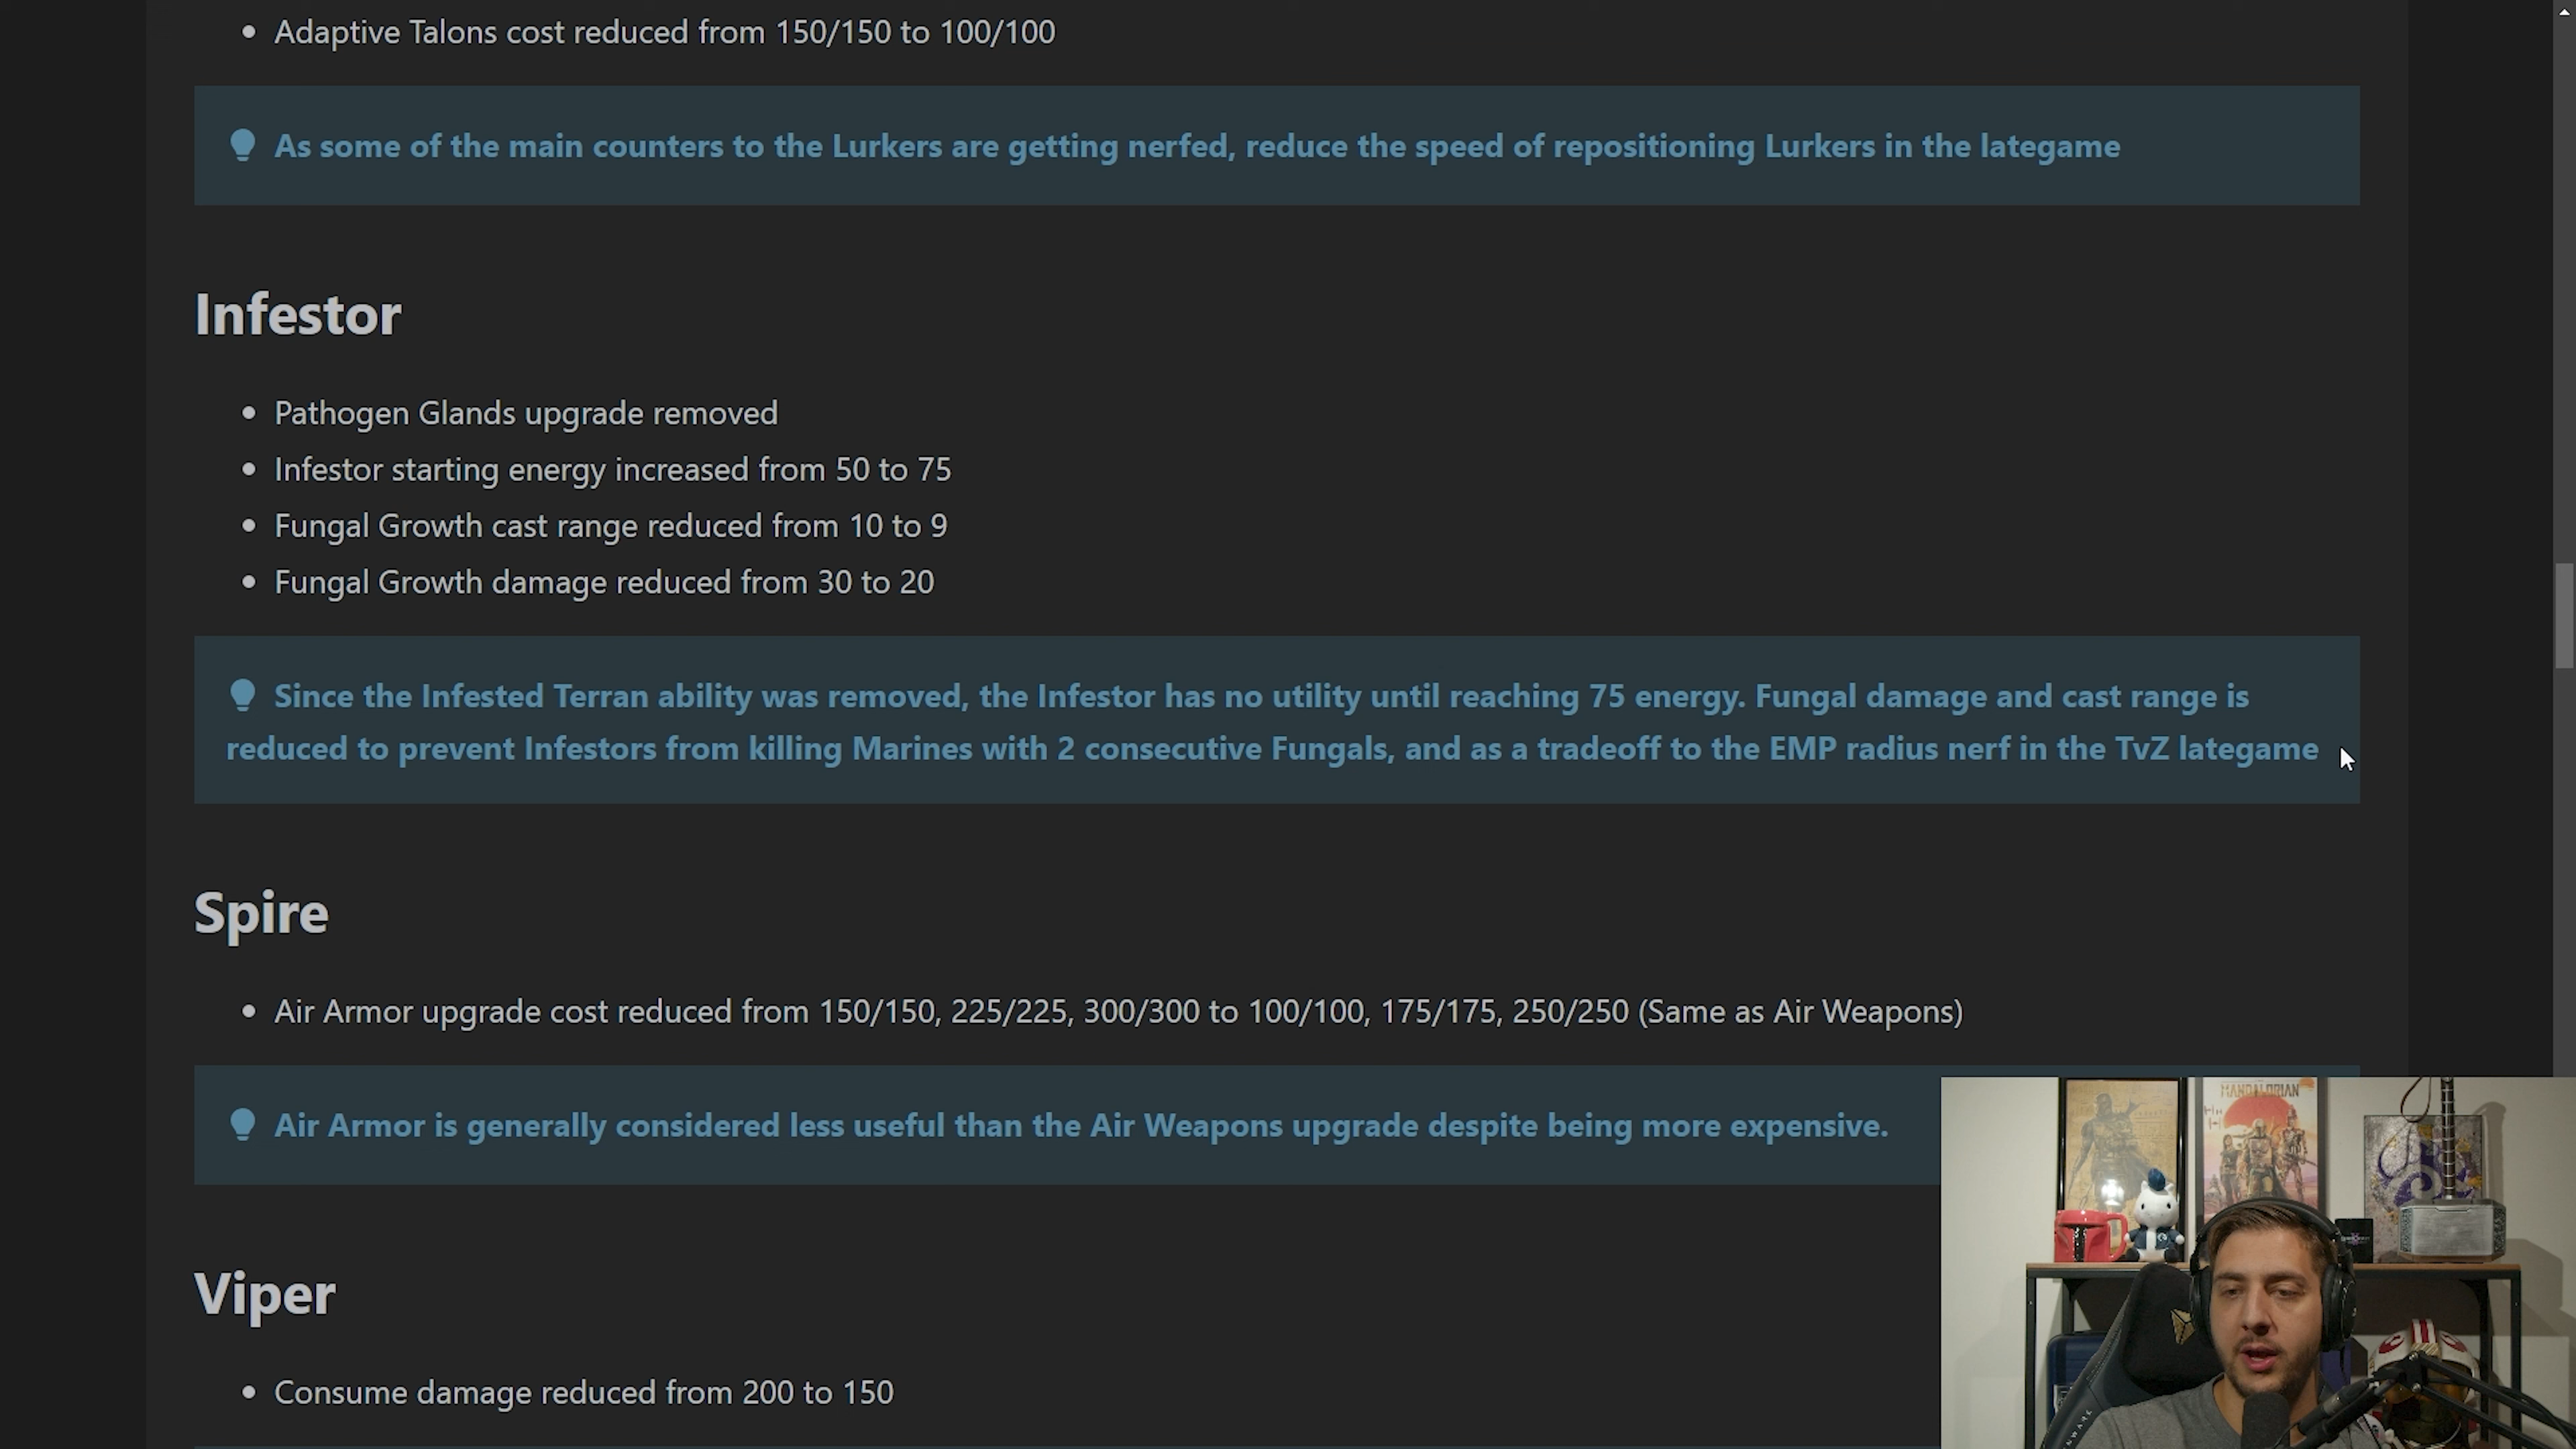 Adaptive Talons cost reduced from 150/150 to 100/100
As some of the main counters to the Lurkers are getting nerfed, reduce the speed of repositioning Lurkers in the lategame
Infestor
Pathogen Glands upgrade removed
Infestor starting energy increased from 50 to 75
Fungal Growth cast range reduced from 10 to 9
Fungal Growth damage reduced from 30 to 20
Since the Infested Terran ability was removed, the Infestor has no utility until reaching 75 energy. Fungal damage and cast range is
reduced to prevent Infestors from killing Marines with 2 consecutive Fungals, and as a tradeoff to the EMP radius nerf in the TvZ lategame
Spire
Air Armor upgrade cost reduced from 150/150, 225/225, 300/300 to 100/100, 175/175, 250/250 (Same as Air Weapons)
Air Armor is generally considered less useful than the Air Weapons upgrade despite being more expensive.
MANDALORIAN
Viper
Consume damage reduced from 200 to 150